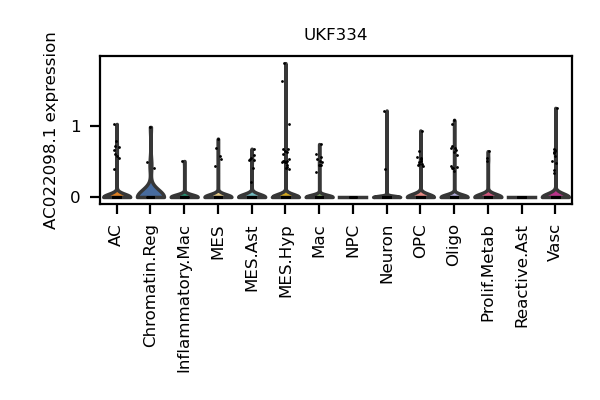 UKF334
AC022098.1 expression
1
0
AC
Chromatin.Reg
Inflammatory.Mac
MES
MES.Ast
MES.Hyp
Mac
NPC
Neuron
OPC
Oligo
Prolif.Metab
Reactive.Ast
Vasc